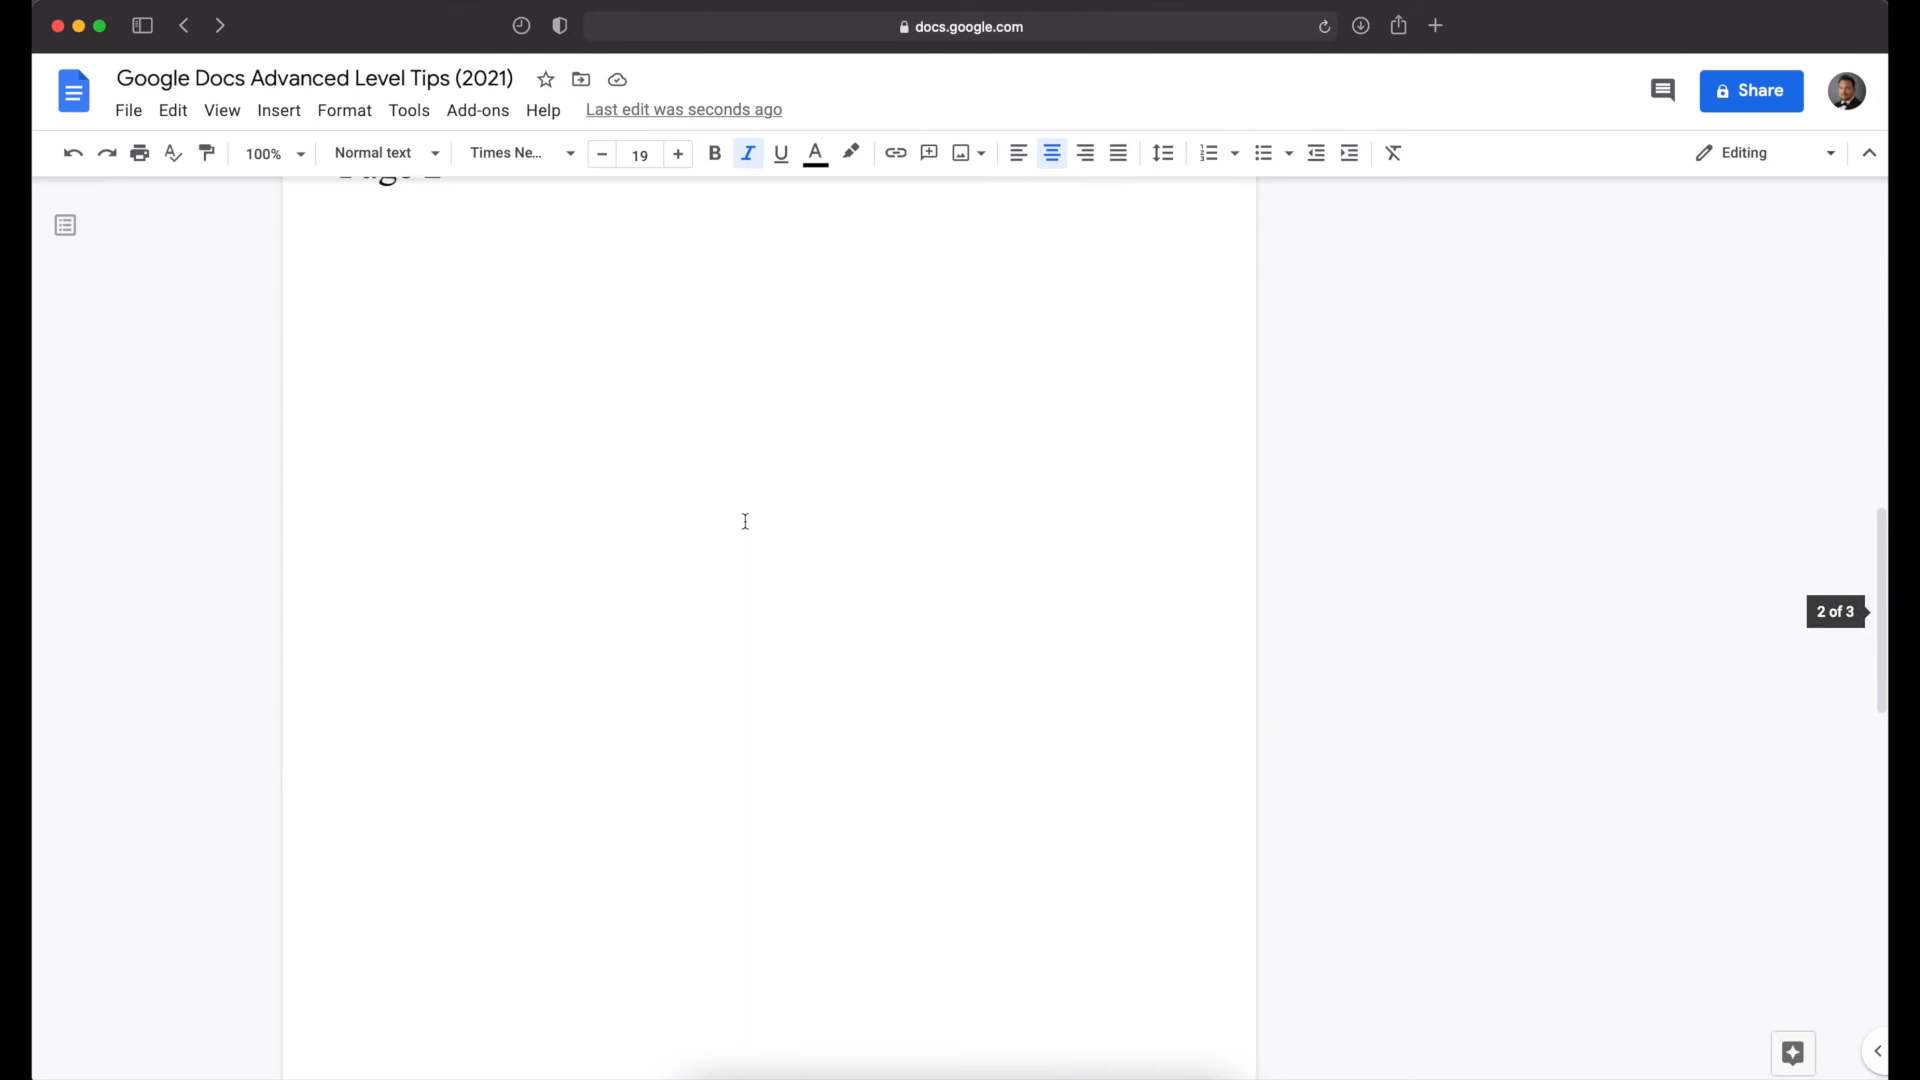 docs.google.com
Google Docs Advanced Level Tips (2021)
File Edit View Insert Format Tools Add-ons Help Last edit was seconds ago
Share
100% Normal text Times Ne... 19 B I U A Editing
Page
2 of 3